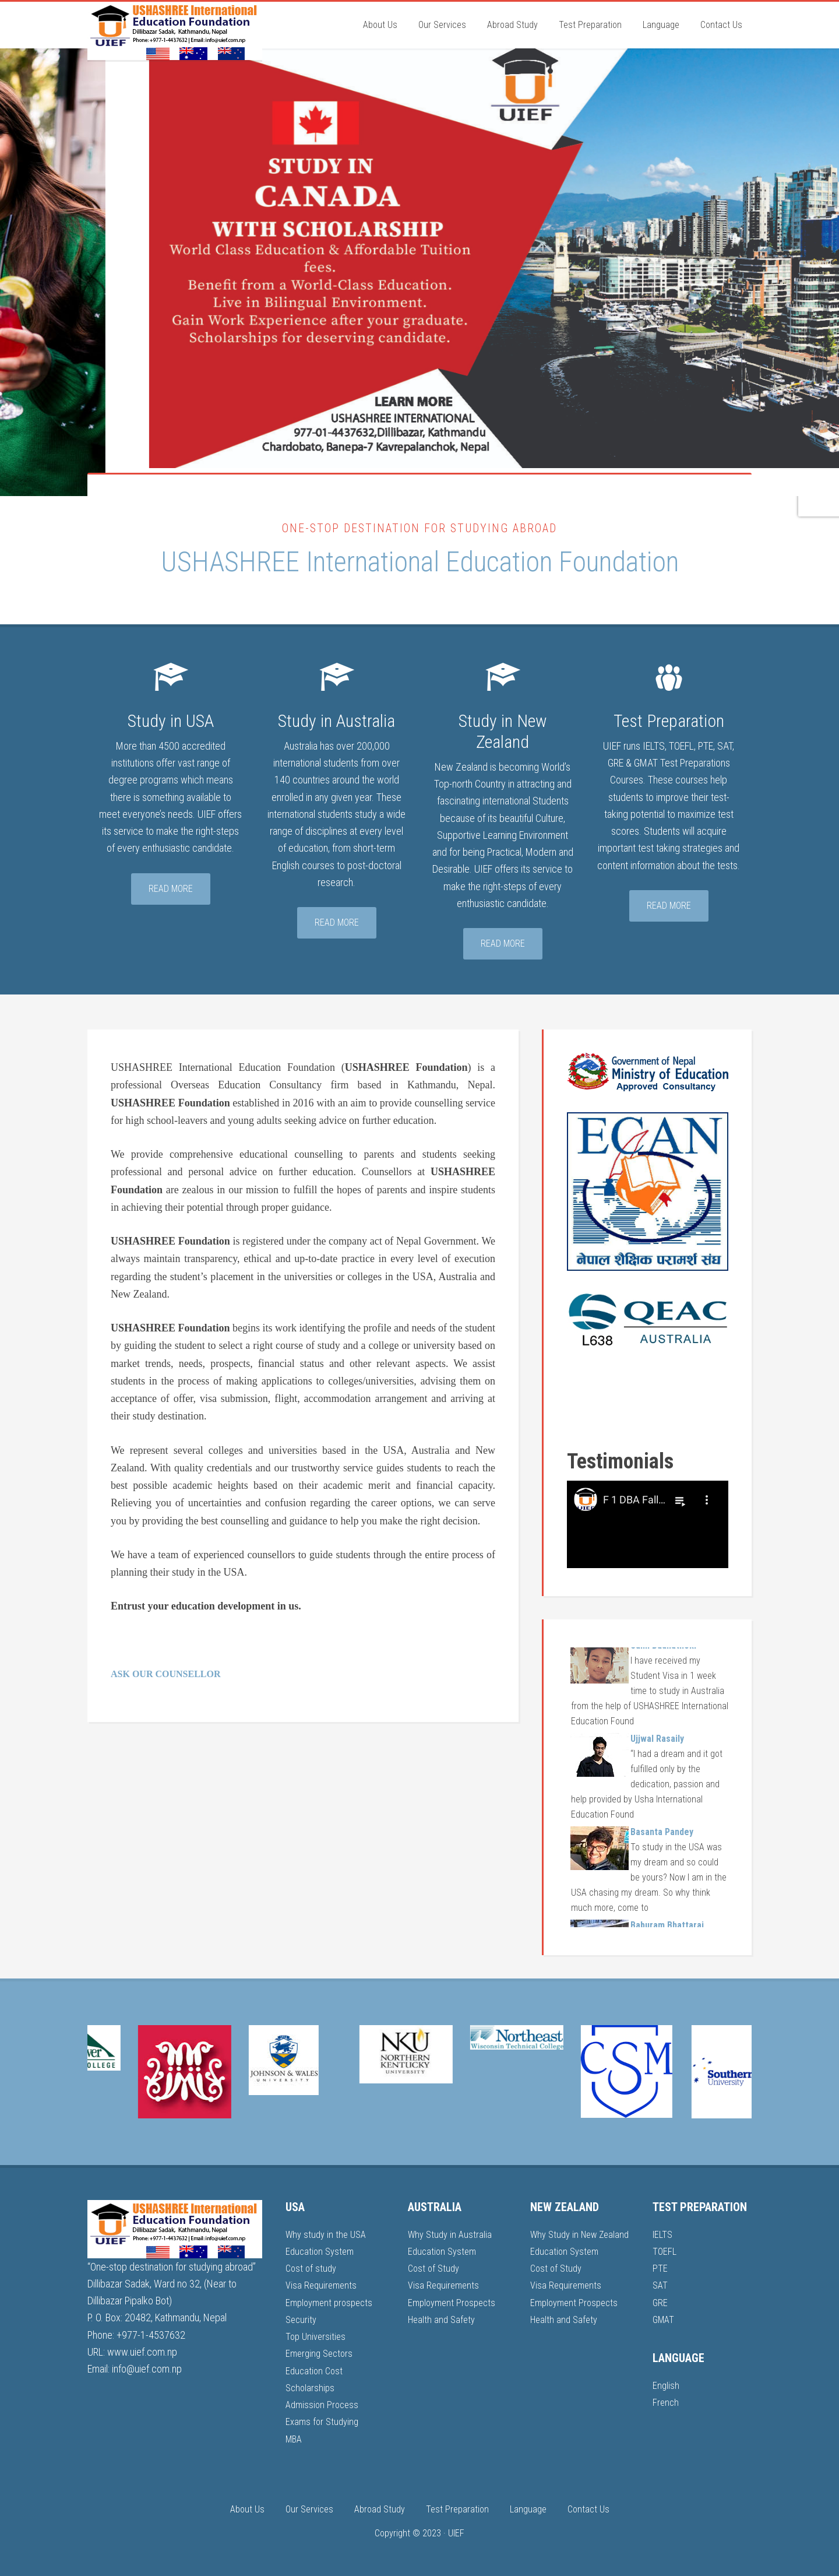 USHASHREE International
Education Foundation
Dillibazar Sadak, Kathmandu, Nepal
Phone: +977-1-4437632 | Email: info@uief.com.np
UIEF
About Us
Our Services
Abroad Study
Test Preparation
Language
Contact Us
UIEF
STUDY IN
CANADA
WITH SCHOLARSHIP
World Class Education & Affordable Tuition
fees.
Benefit from a World-Class Education.
Live in Bilingual Environment.
Gain Work Experience after your graduate.
Scholarships for deserving candidate.
LEARN MORE
USHASHREE INTERNATIONAL
977-01-4437632,Dillibazar, Kathmandu
Chardobato, Banepa-7 Kavrepalanchok, Nepal
ONE-STOP DESTINATION FOR STUDYING ABROAD
USHASHREE International Education Foundation
Study in USA
More than 4500 accredited
institutions offer vast range of
degree programs which means
there is something available to
meet everyone's needs. UIEF offers
its service to make the right-steps
of every enthusiastic candidate.
READ MORE
Study in Australia
Australia has over 200,000
international students from over
140 countries around the world
enrolled in any given year. These
international students study a wide
range of disciplines at every level
of education, from short-term
English courses to post-doctoral
research.
READ MORE
Study in New
Zealand
New Zealand is becoming World's
Top-north Country in attracting and
fascinating international Students
because of its beautiful Culture,
Supportive Learning Environment
and for being Practical, Modern and
Desirable. UIEF offers its service to
make the right-steps of every
enthusiastic candidate.
READ MORE
Test Preparation
UIEF runs IELTS, TOEFL, PTE, SAT,
GRE & GMAT Test Preparations
Courses. These courses help
students to improve their test-
taking potential to maximize test
scores. Students will acquire
important test taking strategies and
content information about the tests.
READ MORE
USHASHREE International Education Foundation (USHASHREE Foundation) is a
professional Overseas Education Consultancy firm based in Kathmandu, Nepal.
USHASHREE Foundation established in 2016 with an aim to provide counselling service
for high school-leavers and young adults seeking advice on further education.
We provide comprehensive educational counselling to parents and students seeking
professional and personal advice on further education. Counsellors at USHASHREE
Foundation are zealous in our mission to fulfill the hopes of parents and inspire students
in achieving their potential through proper guidance.
USHASHREE Foundation is registered under the company act of Nepal Government. We
always maintain transparency, ethical and up-to-date practice in every level of execution
regarding the student's placement in the universities or colleges in the USA, Australia and
New Zealand.
USHASHREE Foundation begins its work identifying the profile and needs of the student
by guiding the student to select a right course of study and a college or university based on
market trends, needs, prospects, financial status and other relevant aspects. We assist
students in the process of making applications to colleges/universities, advising them on
acceptance of offer, visa submission, flight, accommodation arrangement and arriving at
their study destination.
We represent several colleges and universities based in the USA, Australia and New
Zealand. With quality credentials and our trustworthy service guides students to reach the
best possible academic heights based on their academic merit and financial capacity.
Relieving you of uncertainties and confusion regarding the career options, we can serve
you by providing the best counselling and guidance to help you make the right decision.
We have a team of experienced counsellors to guide students through the entire process of
planning their study in the USA.
Entrust your education development in us.
ASK OUR COUNSELLOR
Government of Nepal
Ministry of Education
Approved Consultancy
ECAN
नेपाल शैक्षिक परामर्श संघ
QEAC
L638 AUSTRALIA
Testimonials
F 1 DBA Fall...
I have received my
Student Visa in 1 week
time to study in Australia
from the help of USHASHREE International
Education Found
Ujjwal Rasaily
"I had a dream and it got
fulfilled only by the
dedication, passion and
help provided by Usha International
Education Found
Basanta Pandey
To study in the USA was
my dream and so could
be yours? Now I am in the
USA chasing my dream. So why think
much more, come to
Baburam Bhattarai
ver
OLLEGE
JOHNSON & WALES
UNIVERSITY
NKU
NORTHERN
KENTUCKY
UNIVERSITY
Northeast
Wisconsin Technical College
CSM
Southern
University
USHASHREE International
Education Foundation
Dillibazar Sadak, Kathmandu, Nepal
Phone: +977-1-4437632 | Email: info@uief.com.np
UIEF
"One-stop destination for studying abroad"
Dillibazar Sadak, Ward no 32, (Near to
Dillibazar Pipalko Bot)
P. O. Box: 20482, Kathmandu, Nepal
Phone: +977-1-4537632
URL: www.uief.com.np
Email: info@uief.com.np
USA
Why study in the USA
Education System
Cost of study
Visa Requirements
Employment prospects
Security
Top Universities
Emerging Sectors
Education Cost
Scholarships
Admission Process
Exams for Studying
MBA
AUSTRALIA
Why Study in Australia
Education System
Cost of Study
Visa Requirements
Employment Prospects
Health and Safety
NEW ZEALAND
Why Study in New Zealand
Education System
Cost of Study
Visa Requirements
Employment Prospects
Health and Safety
TEST PREPARATION
IELTS
TOEFL
PTE
SAT
GRE
GMAT
LANGUAGE
English
French
About Us
Our Services
Abroad Study
Test Preparation
Language
Contact Us
Copyright © 2023 · UIEF